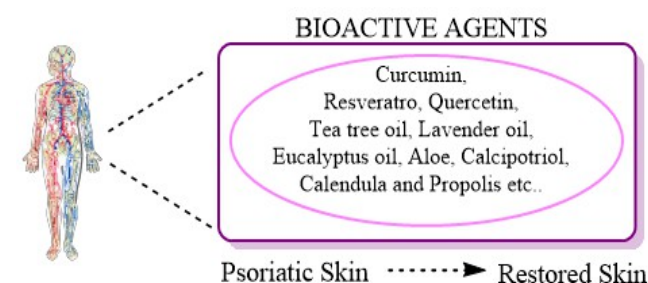 BIOACTIVE AGENTS
Curcumin,
Resveratro, Quercetin,
Tea tree oil, Lavender oil,
Eucalyptus oil, Aloe, Calcipotriol,
Calendula and Propolis etc..
Psoriatic Skin Restored Skin